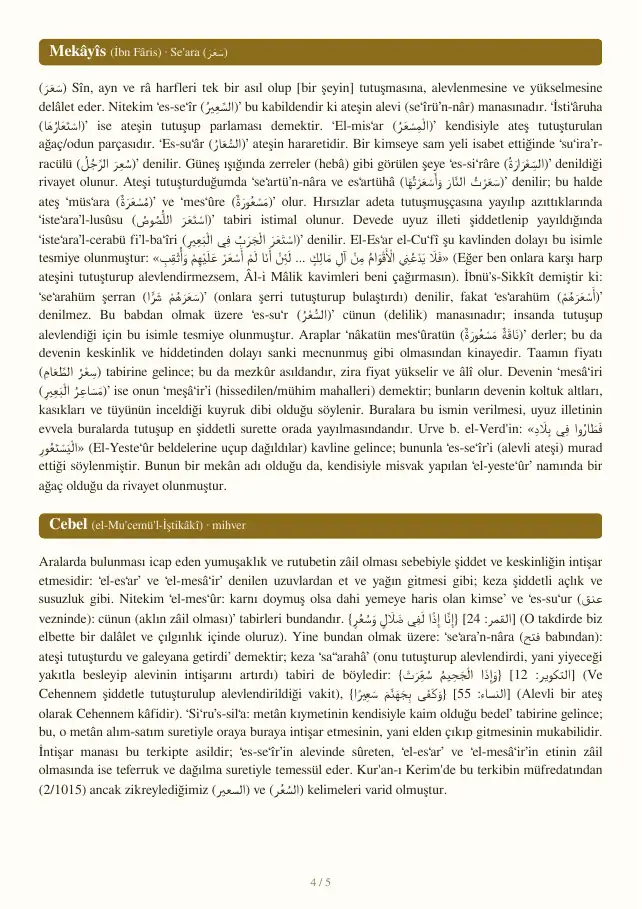 Mekâyîs (İbn Fâris) · Se'ara (سَعَرَ)
(سَعَرَ) Sîn, ayn ve râ harfleri tek bir asıl olup [bir şeyin] tutuşmasına, alevlenmesine ve yükselmesine
delâlet eder. Nitekim ‘es-se‘îr (السَّعِيرُ)’ bu kabildendir ki ateşin alevi (se‘îrü’n-nâr) manasınadır. ‘İsti‘âruha
(اسْتَعَارُهَا)’ ise ateşin tutuşup parlaması demektir. ‘El-mis‘ar (الْمِسْعَرُ)’ kendisiyle ateş tutuşturulan
ağaç/odun parçasıdır. ‘Es-su‘âr (السُّعَارُ)’ ateşin hararetidir. Bir kimseye sam yeli isabet ettiğinde ‘su‘ira’r-
racülü (سُعِرَ الرَّجُلُ)’ denilir. Güneş ışığında zerreler (hebâ) gibi görülen şeye ‘es-si‘râre (السِّعْرَارَةُ)’ denildiği
rivayet olunur. Ateşi tutuşturduğumda ‘se‘artü’n-nâra ve es‘artühâ (سَعَرْتُ النَّارَ وَأَسْعَرْتُهَا)’ denilir; bu halde
ateş ‘müs‘ara (مُسْعَرَةٌ)’ ve ‘mes‘ûre (مَسْعُورَةٌ)’ olur. Hırsızlar adeta tutuşmuşçasına yayılıp azıttıklarında
‘iste‘ara’l-lusûsu (اسْتَعَرَ اللُّصُوصُ)’ tabiri istimal olunur. Devede uyuz illeti şiddetlenip yayıldığında
‘iste‘ara’l-cerabü fi’l-ba‘îri (اسْتَعَرَ الْجَرَبُ فِي الْبَعِيرِ)’ denilir. El-Es‘ar el-Cu‘fî şu kavlinden dolayı bu isimle
tesmiye olunmuştur: «فَلَا يَدْعُنِي الْأَقْوَامُ مِنْ آلِ مَالِكٍ ... لَئِنْ أَنَا لَمْ أَسْعَرْ عَلَيْهِمْ وَأُثْقِبِ» (Eğer ben onlara karşı harp
ateşini tutuşturup alevlendirmezsem, Âl-i Mâlik kavimleri beni çağırmasın). İbnü's-Sikkît demiştir ki:
‘se‘arahüm şerran (سَعَرَهُمْ شَرًّا)’ (onlara şerri tutuşturup bulaştırdı) denilir, fakat ‘es‘arahüm (أَسْعَرَهُمْ)’
denilmez. Bu babdan olmak üzere ‘es-su‘r (السُّعْرُ)’ cünun (delilik) manasınadır; insanda tutuşup
alevlendiği için bu isimle tesmiye olunmuştur. Araplar ‘nâkatün mes‘ûratün (نَاقَةٌ مَسْعُورَةٌ)’ derler; bu da
devenin keskinlik ve hiddetinden dolayı sanki mecnunmuş gibi olmasından kinayedir. Taamın fiyatı
(سِعْرُ الطَّعَامِ) tabirine gelince; bu da mezkûr asıldandır, zira fiyat yükselir ve âlî olur. Devenin ‘mesâ‘iri
(مَسَاعِرُ الْبَعِيرِ)’ ise onun ‘meşâ‘ir’i (hissedilen/mühim mahalleri) demektir; bunların devenin koltuk altları,
kasıkları ve tüyünün inceldiği kuyruk dibi olduğu söylenir. Buralara bu ismin verilmesi, uyuz illetinin
evvela buralarda tutuşup en şiddetli surette orada yayılmasındandır. Urve b. el-Verd'in: «فَطَارُوا فِي بِلَادِ
الْيَسْتَعُورِ» (El-Yeste‘ûr beldelerine uçup dağıldılar) kavline gelince; bununla ‘es-se‘îr’i (alevli ateşi) murad
ettiği söylenmiştir. Bunun bir mekân adı olduğu da, kendisiyle misvak yapılan ‘el-yeste‘ûr’ namında bir
ağaç olduğu da rivayet olunmuştur.
Cebel (el-Mu'cemü'l-İştikâkî) · mihver
Aralarda bulunması icap eden yumuşaklık ve rutubetin zâil olması sebebiyle şiddet ve keskinliğin intişar
etmesidir: ‘el-es‘ar’ ve ‘el-mesâ‘ir’ denilen uzuvlardan et ve yağın gitmesi gibi; keza şiddetli açlık ve
susuzluk gibi. Nitekim ‘el-mes‘ûr: karnı doymuş olsa dahi yemeye haris olan kimse’ ve ‘es-su‘ur (عنق
vezninde): cünun (aklın zâil olması)’ tabirleri bundandır. {إِنَّا إِذًا لَفِي ضَلَالٍ وَسُعُرٍ} [القمر: 24] (O takdirde biz
elbette bir dalâlet ve çılgınlık içinde oluruz). Yine bundan olmak üzere: ‘se‘ara’n-nâra (فتح babından):
ateşi tutuşturdu ve galeyana getirdi’ demektir; keza ‘sa“arahâ’ (onu tutuşturup alevlendirdi, yani yiyeceği
yakıtla besleyip alevinin intişarını artırdı) tabiri de böyledir: {وَإِذَا الْجَحِيمُ سُعِّرَتْ} [التكوير: 12] (Ve
Cehennem şiddetle tutuşturulup alevlendirildiği vakit), {وَكَفَى بِجَهَنَّمَ سَعِيرًا} [النساء: 55] (Alevli bir ateş
olarak Cehennem kâfidir). ‘Si‘ru’s-sil‘a: metân kıymetinin kendisiyle kaim olduğu bedel’ tabirine gelince;
bu, o metân alım-satım suretiyle oraya buraya intişar etmesinin, yani elden çıkıp gitmesinin mukabilidir.
İntişar manası bu terkipte asildir; ‘es-se‘îr’in alevinde sûreten, ‘el-es‘ar’ ve ‘el-mesâ‘ir’in etinin zâil
olmasında ise teferruk ve dağılma suretiyle temessül eder. Kur'an-ı Kerim'de bu terkibin müfredatından
(2/1015) ancak zikreylediğimiz (السعير) ve (السُّعُر) kelimeleri varid olmuştur.
4 / 5